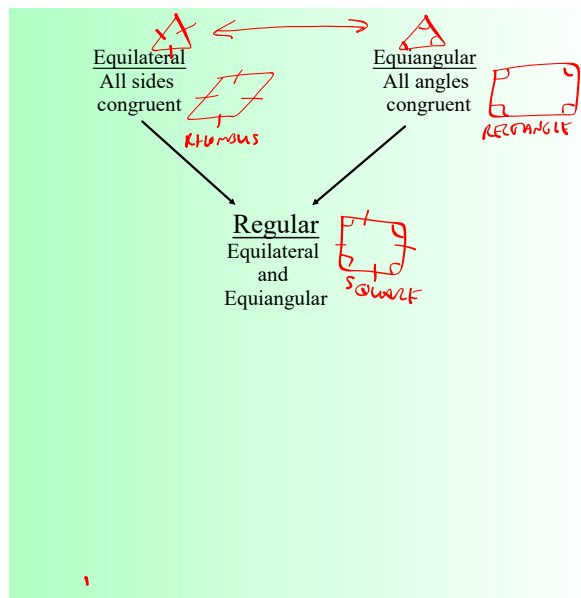 Equilateral
All sides
congruent
RHOMBUS
Equiangular
All angles
congruent
RECTANGLE
Regular
Equilateral
and
Equiangular
SQUARE